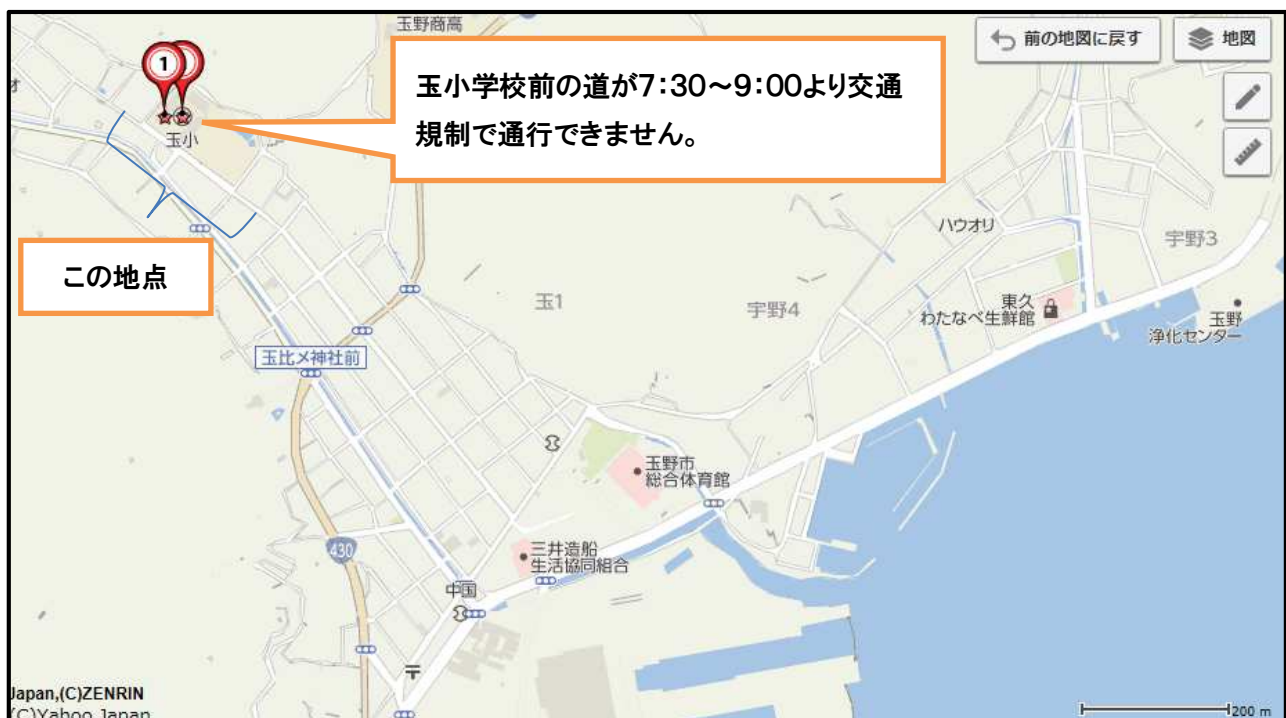 玉野商高
前の地図に戻す
地図
1
玉小学校前の道が7:30～9:00より交通
規制で通行できません。
玉小
この地点
ハウオリ
宇野3
玉1
宇野4
東久
わたなべ生鮮館
玉野
浄化センター
玉比メ神社前
玉野市
総合体育館
430
三井造船
生活協同組合
中国
Japan,(C)ZENRIN
(C)Yahoo Japan
200 m